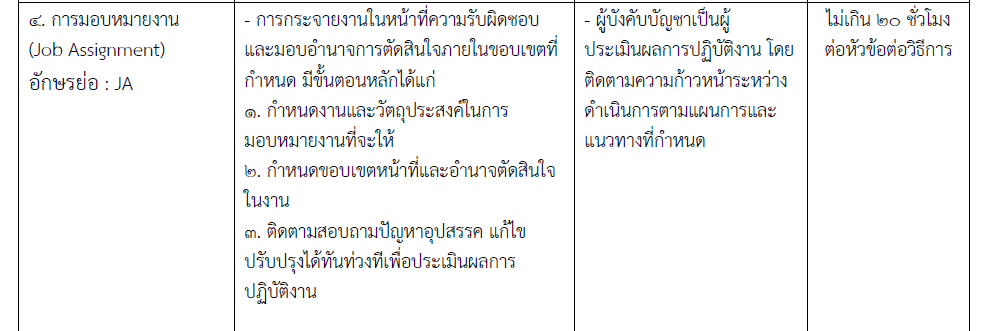 ๔. การมอบหมายงาน
(Job Assignment)
อักษรย่อ : JA
- การกระจายงานในหน้าที่ความรับผิดชอบ
และมอบอำนาจการตัดสินใจภายในขอบเขตที่
กำหนด มีขั้นตอนหลักได้แก่
๑. กำหนดงานและวัตถุประสงค์ในการ
มอบหมายงานที่จะให้
๒. กำหนดขอบเขตหน้าที่และอำนาจตัดสินใจ
ในงาน
๓. ติดตามสอบถามปัญหาอุปสรรค แก้ไข
ปรับปรุงได้ทันท่วงทีเพื่อประเมินผลการ
ปฏิบัติงาน
- ผู้บังคับบัญชาเป็นผู้
ประเมินผลการปฏิบัติงาน โดย
ติดตามความก้าวหน้าระหว่าง
ดำเนินการตามแผนการและ
แนวทางที่กำหนด
ไม่เกิน ๒๐ ชั่วโมง
ต่อหัวข้อต่อวิธีการ